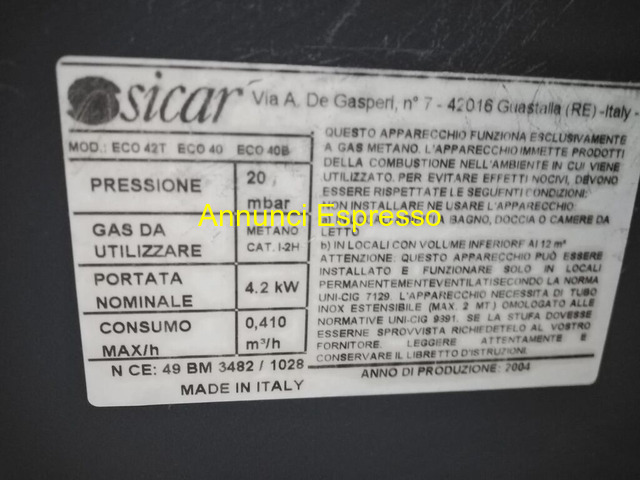 sicar Via A. De Gasperi, n° 7 - 42016 Guastalla (RE) -Italy -
MOD.: ECO 42T ECO 40 ECO 40B
PRESSIONE 20 mbar
GAS DA UTILIZZARE METANO CAT. I-2H
PORTATA NOMINALE 4.2 kW
CONSUMO MAX/h 0,410 m³/h
N CE: 49 BM 3482 / 1028
MADE IN ITALY
QUESTO APPARECCHIO FUNZIONA ESCLUSIVAMENTE
A GAS METANO. L'APPARECCHIO IMMETTE PRODOTTI
DELLA COMBUSTIONE NELL'AMBIENTE IN CUI VIENE
UTILIZZATO. PER EVITARE EFFETTI NOCIVI, DEVONO
ESSERE RISPETTATE LE SEGUENTI CONDIZIONI:
NON INSTALLARE NE USARE L'APPARECCHIO
BAGNO, DOCCIA O CAMERE DA
LETTO
b) IN LOCALI CON VOLUME INFERIORE AI 12 m³
ATTENZIONE: QUESTO APPARECCHIO PUÒ ESSERE
INSTALLATO E FUNZIONARE SOLO IN LOCALI
PERMANENTEMENTEVENTILATISECONDO LA NORMA
UNI-CIG 7129. L'APPARECCHIO NECESSITA DI TUBO
INOX ESTENSIBILE (MAX. 2 MT) OMOLOGATO ALLE
NORMATIVE UNI-CIG 9891. SE LA STUFA DOVESSE
ESSERNE SPROVVISTA RICHIEDETELO AL VOSTRO
FORNITORE. LEGGERE ATTENTAMENTE E
CONSERVARE IL LIBRETTO D'ISTRUZIONI.
ANNO DI PRODUZIONE: 2004
Annunci Espresso